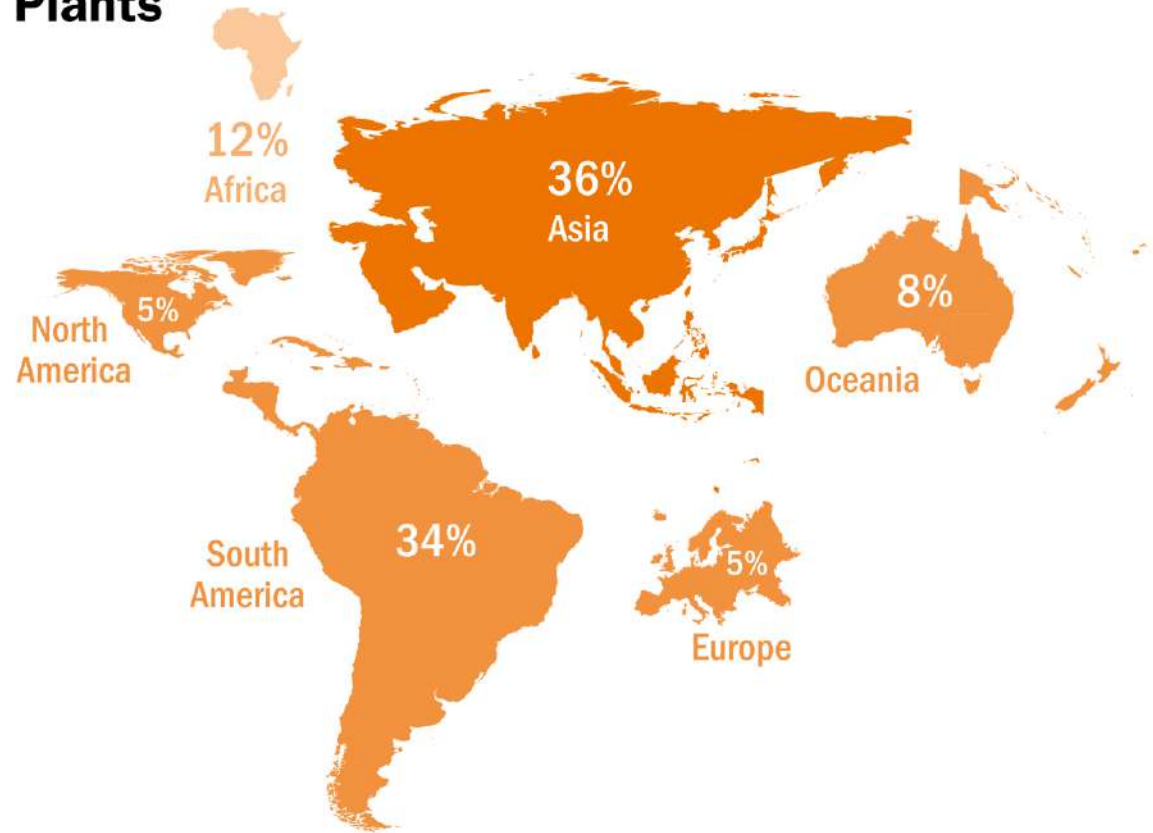 Plants
12%
Africa
36%
Asia
8%
Oceania
5%
North
America
34%
South
America
5%
Europe